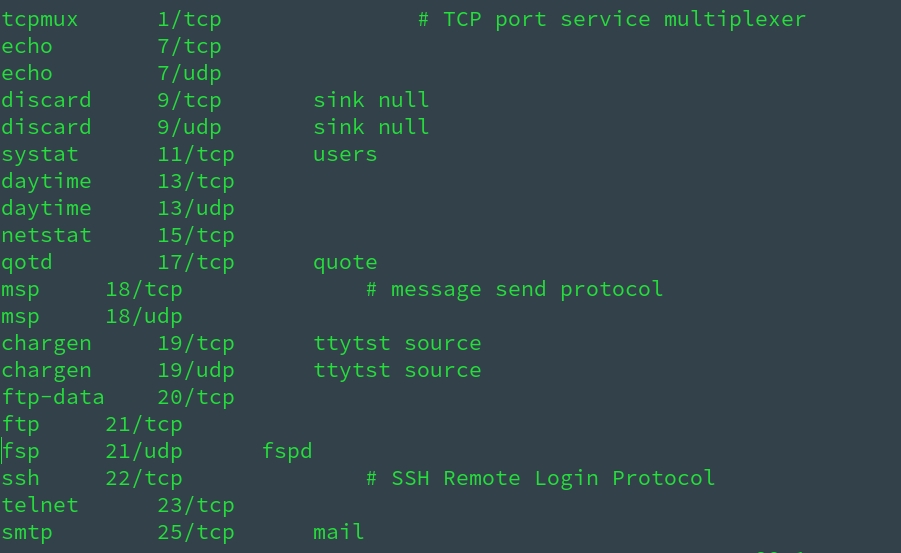 tcpmux 1/tcp # TCP port service multiplexer
echo 7/tcp
echo 7/udp
discard 9/tcp sink null
discard 9/udp sink null
systat 11/tcp users
daytime 13/tcp
daytime 13/udp
netstat 15/tcp
qotd 17/tcp quote
msp 18/tcp # message send protocol
msp 18/udp
chargen 19/tcp ttytst source
chargen 19/udp ttytst source
ftp-data 20/tcp
ftp 21/tcp
fsp 21/udp fspd
ssh 22/tcp # SSH Remote Login Protocol
telnet 23/tcp
smtp 25/tcp mail